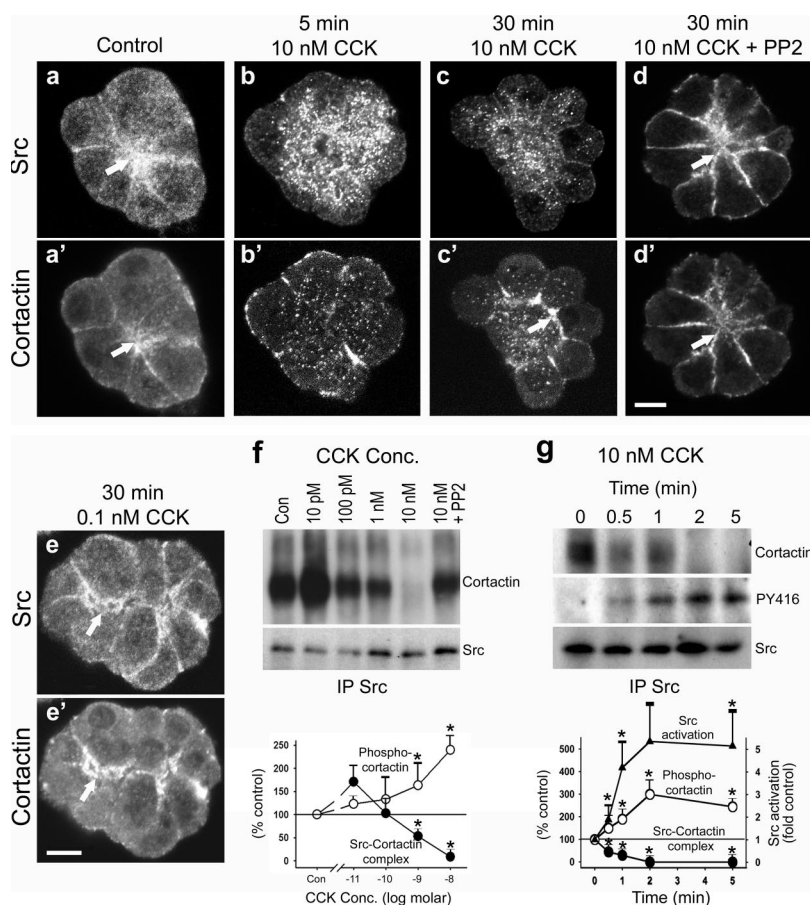 Control
5 min
10 nM CCK
30 min
10 nM CCK
30 min
10 nM CCK + PP2
Src
a
b
c
d
Cortactin
a’
b’
c’
d’
30 min
0.1 nM CCK
Src
e
Cortactin
e’
f
CCK Conc.
Con
10 pM
100 pM
1 nM
10 nM
10 nM
+ PP2
Cortactin
Src
IP Src
(% control)
250
200
150
100
50
0
Phospho-
cortactin
*
*
*
*
Src-Cortactin
complex
Con
-11
-10
-9
-8
CCK Conc. (log molar)
g
10 nM CCK
Time (min)
0
0.5
1
2
5
Cortactin
PY416
Src
IP Src
(% control)
500
400
300
200
100
0
Src
activation
Phospho-
cortactin
Src-Cortactin
complex
*
*
*
*
*
*
*
*
*
*
*
5
4
3
2
1
0
Src activation
(fold control)
0
1
2
3
4
5
Time (min)